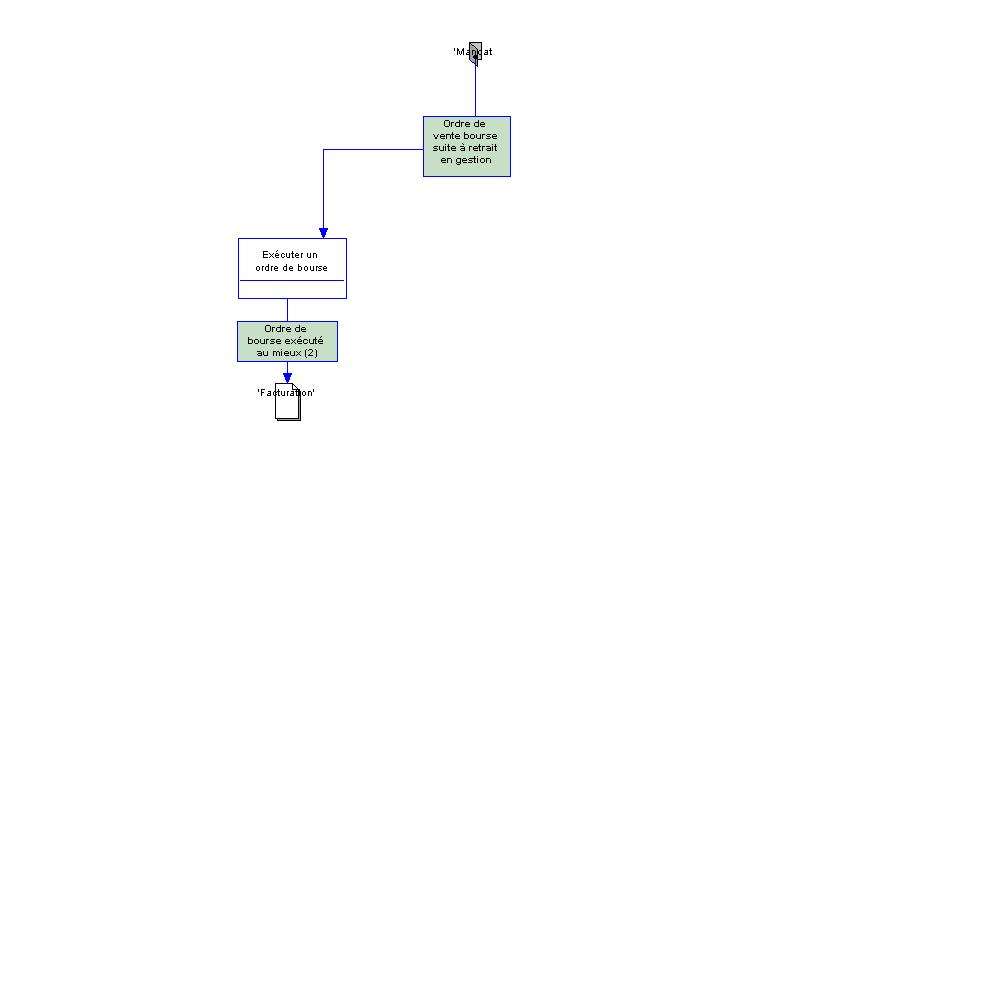 'Mandat
Ordre de
vente bourse
suite à retrait
en gestion
Exécuter un
ordre de bourse
Ordre de
bourse exécuté
au mieux (2)
'Facturation'